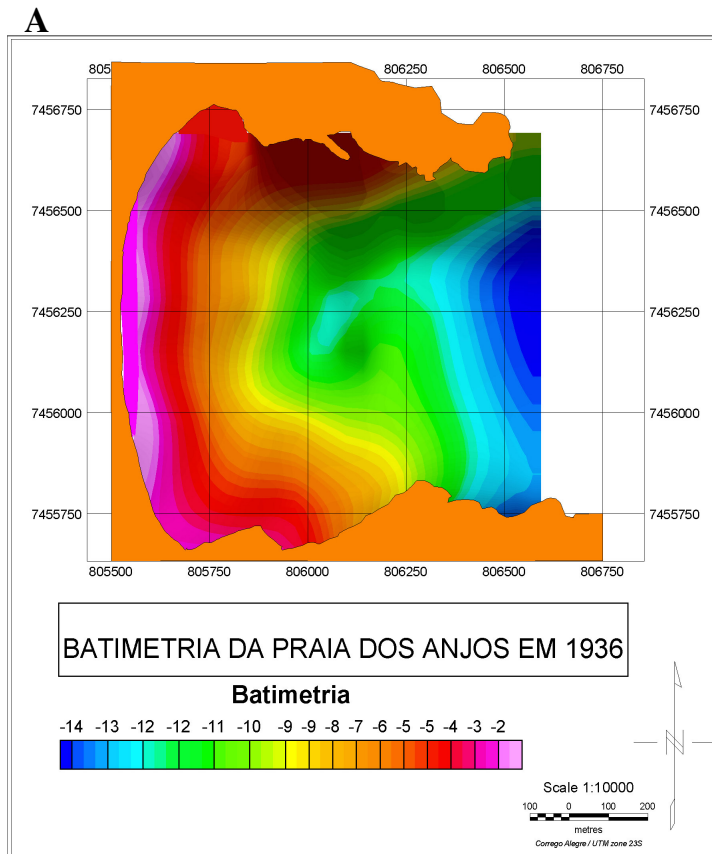 A
805 806250 806500 806750
7456750 7456750
7456500 7456500
7456250 7456250
7456000 7456000
7455750 7455750
805500 805750 806000 806250 806500 806750
BATIMETRIA DA PRAIA DOS ANJOS EM 1936
Batimetria
-14 -13 -12 -12 -11 -10 -9 -9 -8 -7 -6 -5 -4 -3 -2
N
Scale 1:10000
100 0 100 200
metres
Corrego Alegre / UTM zone 23S